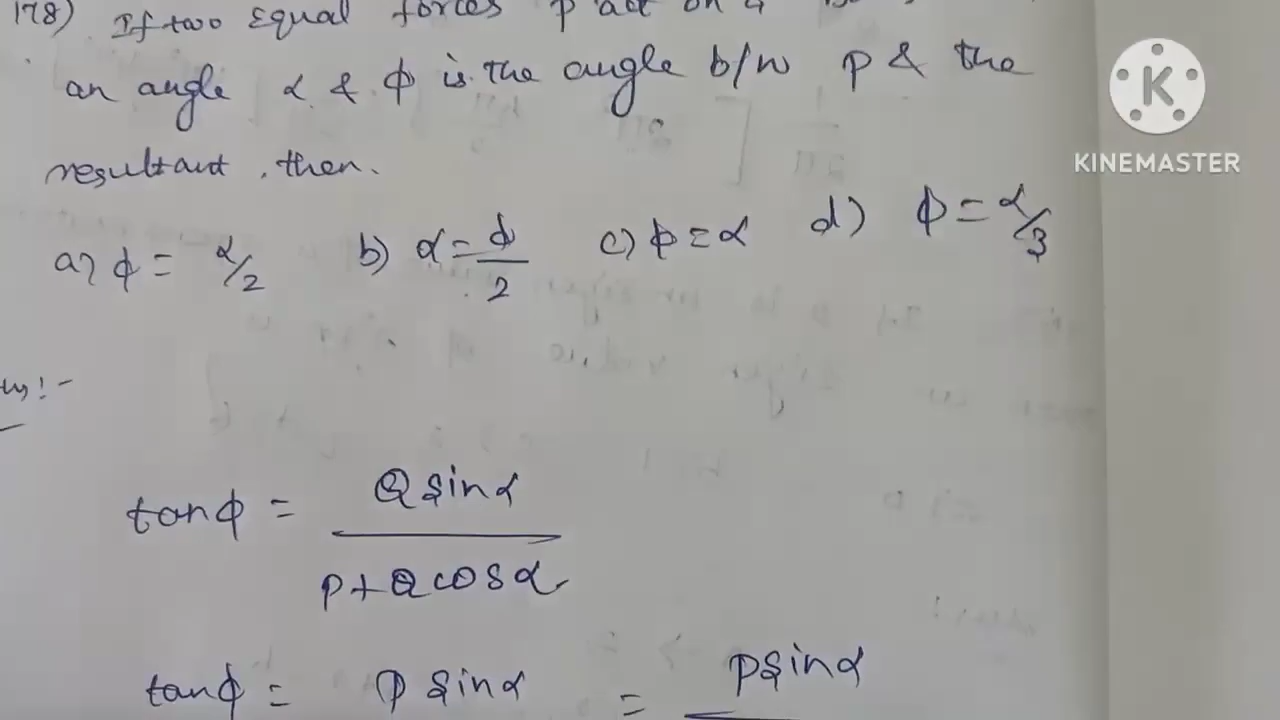 178) If two equal forces P act on a
an angle α & ϕ is the angle b/w P & the
resultant, then.
a) ϕ = α/2 b) α = ϕ/2 c) ϕ = α d) ϕ = α/3
tanϕ = Q sinα / P+Q cosα
tanϕ = P sinα = P sinα
K
KINEMASTER